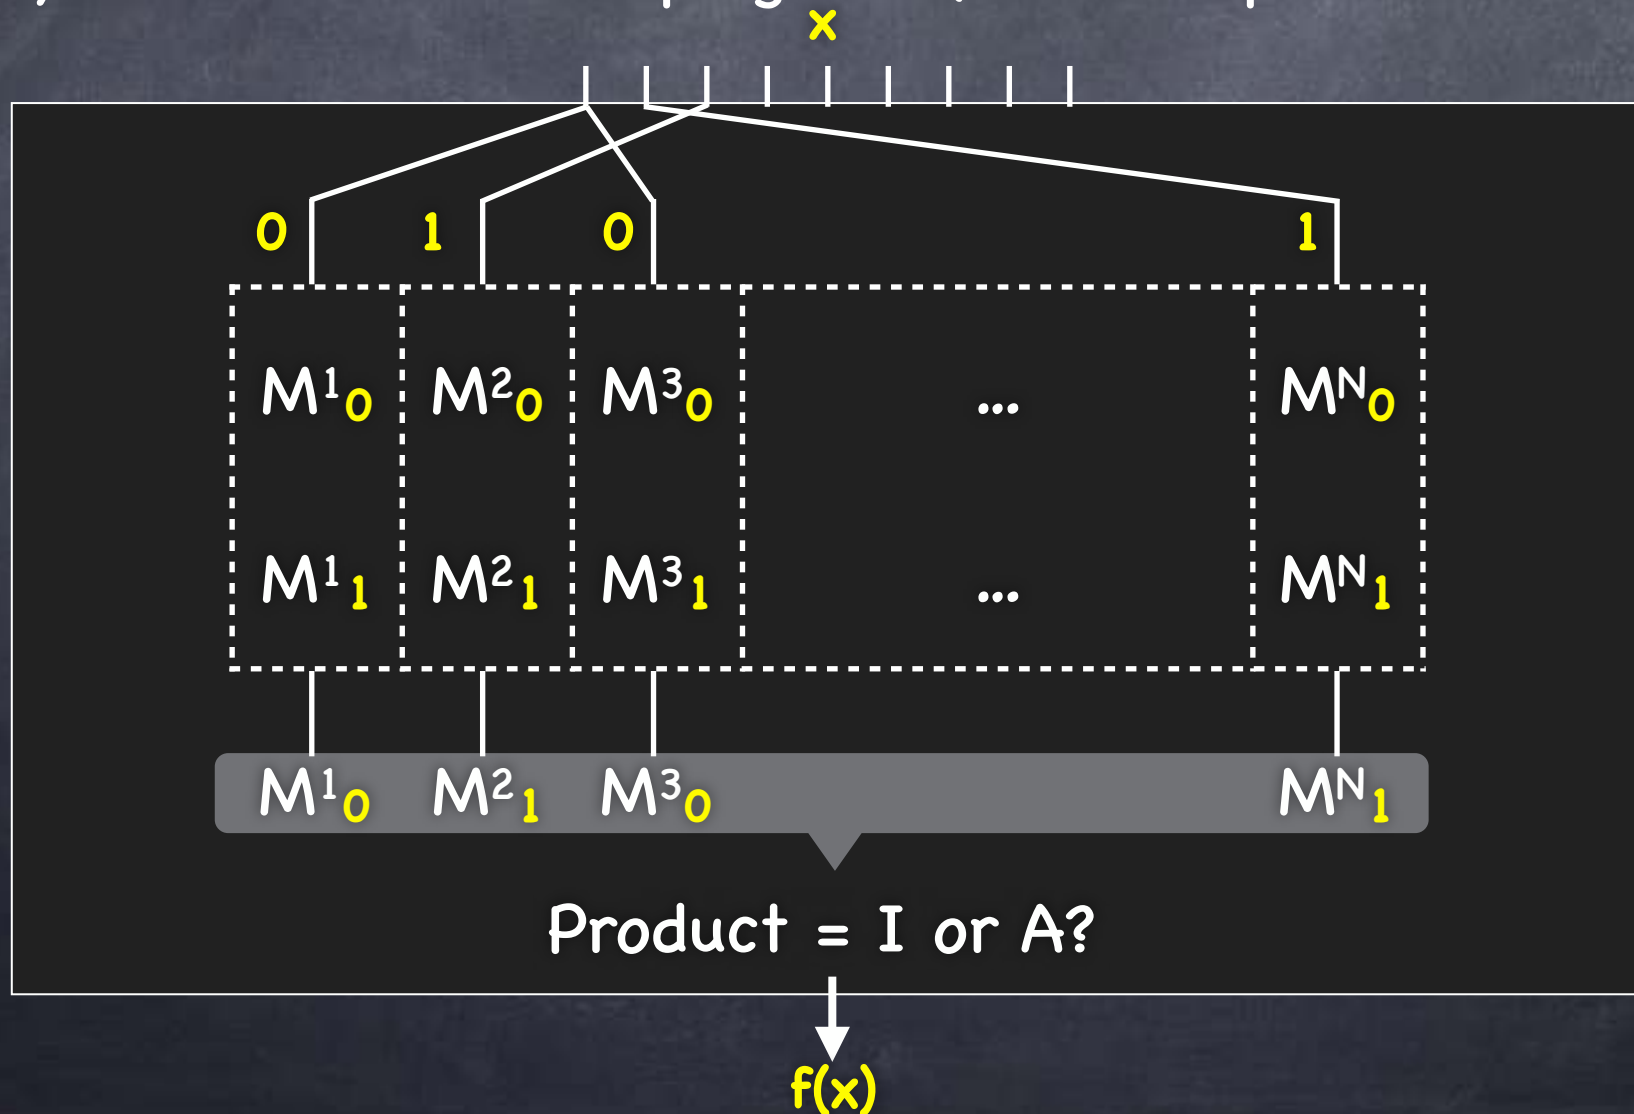 x
0 1 0 1
M¹₀ M²₀ M³₀ ... Mᴺ₀
M¹₁ M²₁ M³₁ ... Mᴺ₁
M¹₀ M²₁ M³₀ Mᴺ₁
Product = I or A?
f(x)